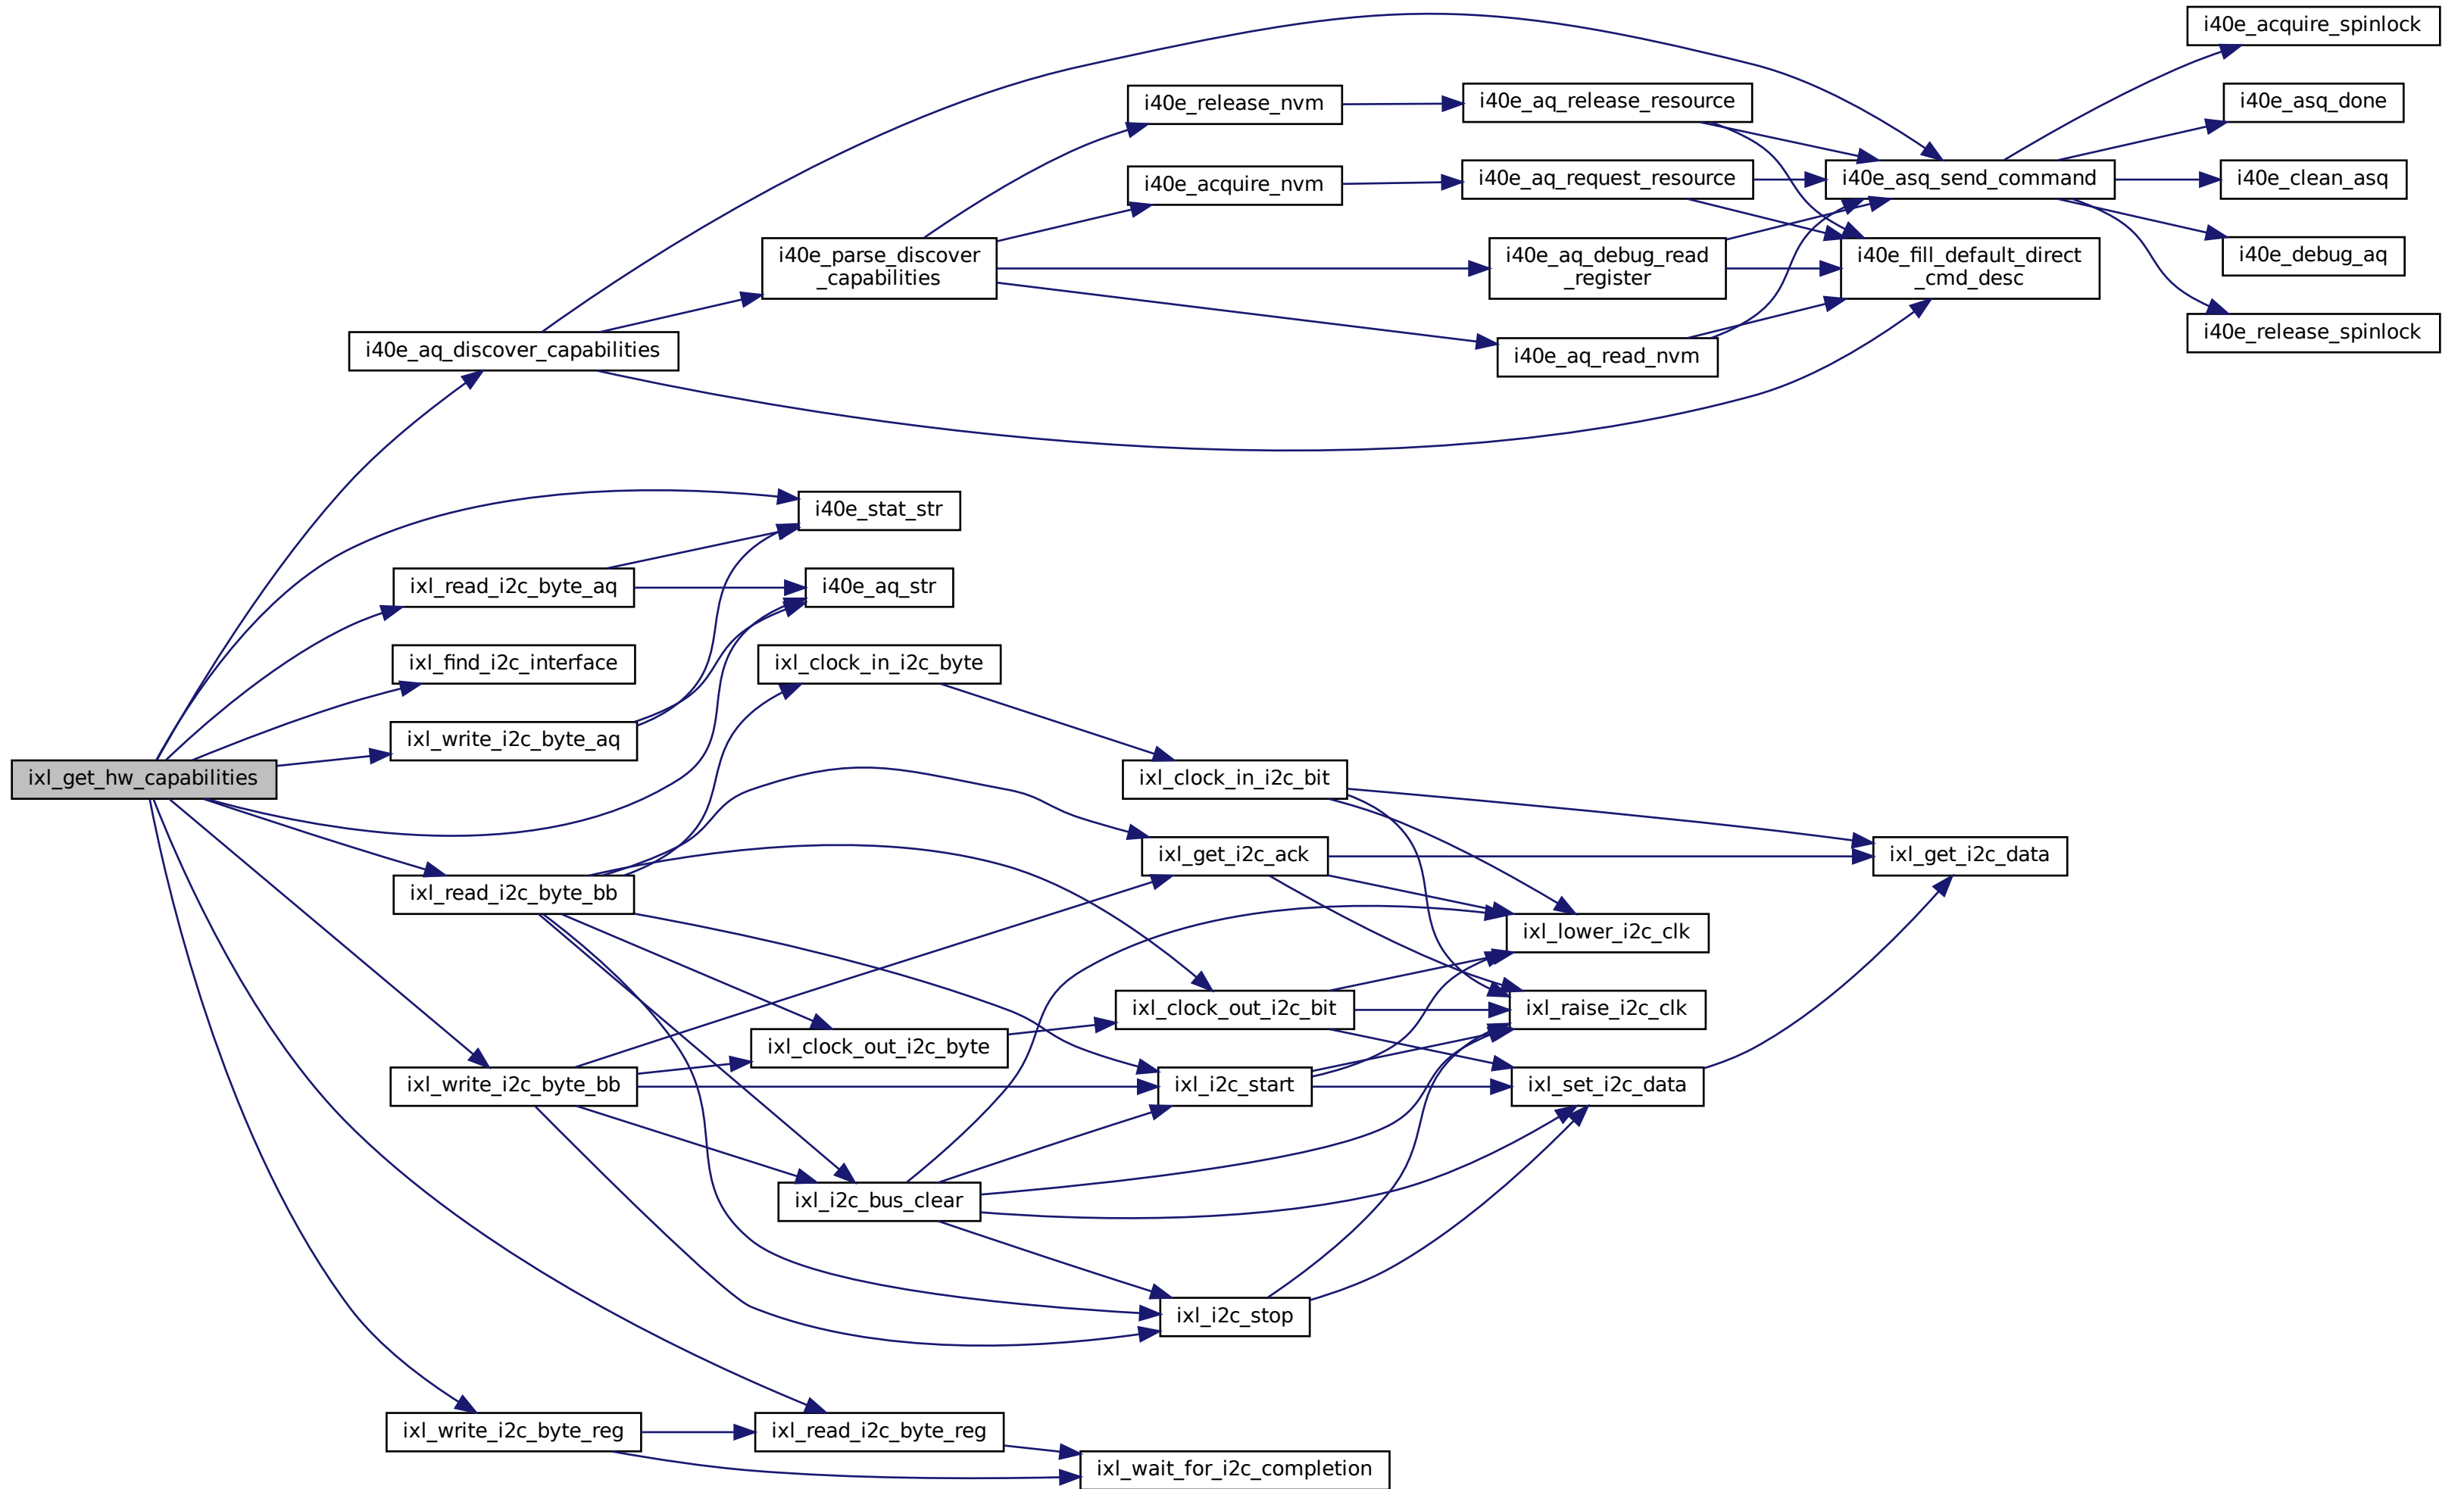 i40e_acquire_spinlock
i40e_release_nvm
i40e_aq_release_resource
i40e_asq_done
i40e_acquire_nvm
i40e_aq_request_resource
i40e_asq_send_command
i40e_clean_asq
i40e_parse_discover
_capabilities
i40e_aq_debug_read
_register
i40e_fill_default_direct
_cmd_desc
i40e_debug_aq
i40e_aq_discover_capabilities
i40e_aq_read_nvm
i40e_release_spinlock
i40e_stat_str
ixl_read_i2c_byte_aq
i40e_aq_str
ixl_find_i2c_interface
ixl_clock_in_i2c_byte
ixl_write_i2c_byte_aq
ixl_get_hw_capabilities
ixl_clock_in_i2c_bit
ixl_get_i2c_ack
ixl_get_i2c_data
ixl_read_i2c_byte_bb
ixl_lower_i2c_clk
ixl_clock_out_i2c_bit
ixl_raise_i2c_clk
ixl_clock_out_i2c_byte
ixl_write_i2c_byte_bb
ixl_i2c_start
ixl_set_i2c_data
ixl_i2c_bus_clear
ixl_i2c_stop
ixl_write_i2c_byte_reg
ixl_read_i2c_byte_reg
ixl_wait_for_i2c_completion